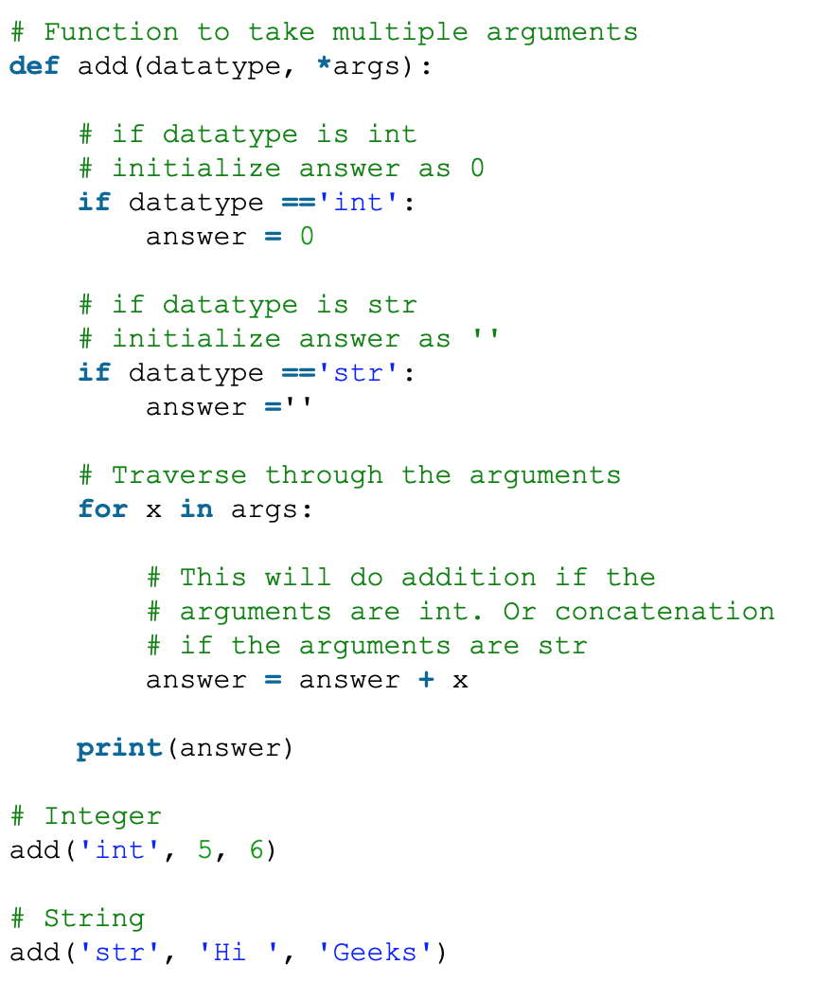 # Function to take multiple arguments
def add(datatype, *args):

    # if datatype is int
    # initialize answer as 0
    if datatype =='int':
        answer = 0

    # if datatype is str
    # initialize answer as ''
    if datatype =='str':
        answer =''

    # Traverse through the arguments
    for x in args:

        # This will do addition if the
        # arguments are int. Or concatenation
        # if the arguments are str
        answer = answer + x

    print(answer)

# Integer
add('int', 5, 6)

# String
add('str', 'Hi ', 'Geeks')